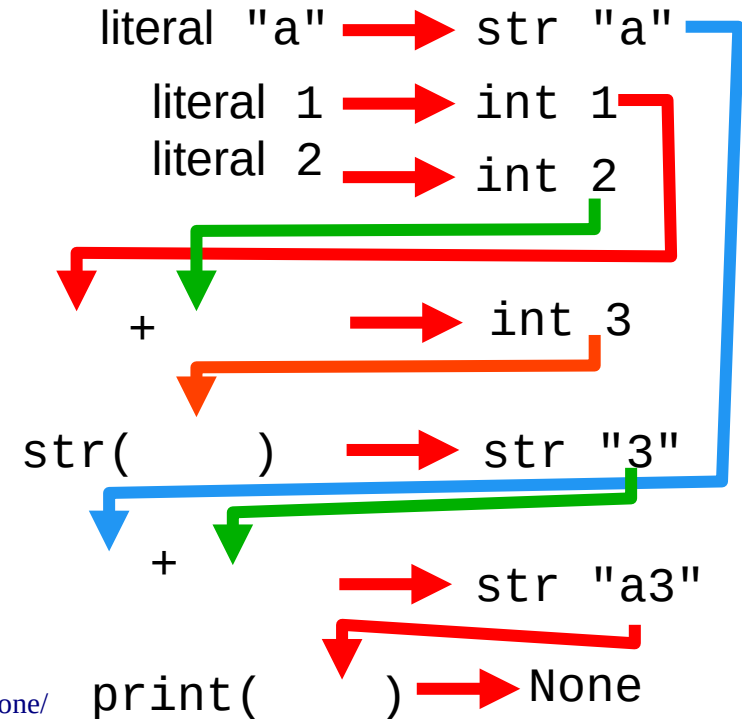 literal "a" str "a"
literal 1 int 1
literal 2 int 2
+ int 3
str( ) str "3"
+
str "a3"
one/ print( ) None